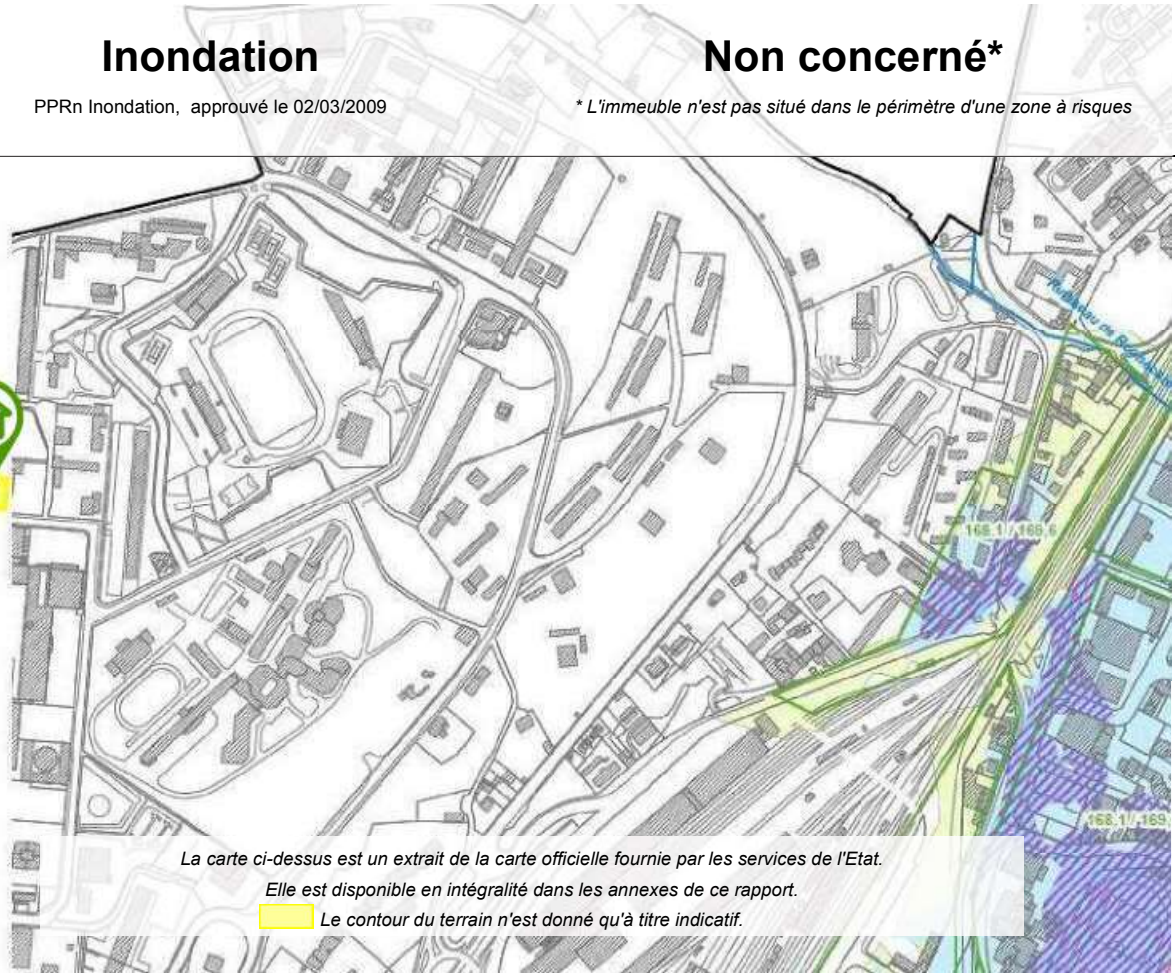 Inondation
Non concerné*
PPRn Inondation, approuvé le 02/03/2009
* L'immeuble n'est pas situé dans le périmètre d'une zone à risques
168.1 / 168.6
168.1 / 169.
La carte ci-dessus est un extrait de la carte officielle fournie par les services de l'Etat.
Elle est disponible en intégralité dans les annexes de ce rapport.
Le contour du terrain n'est donné qu'à titre indicatif.